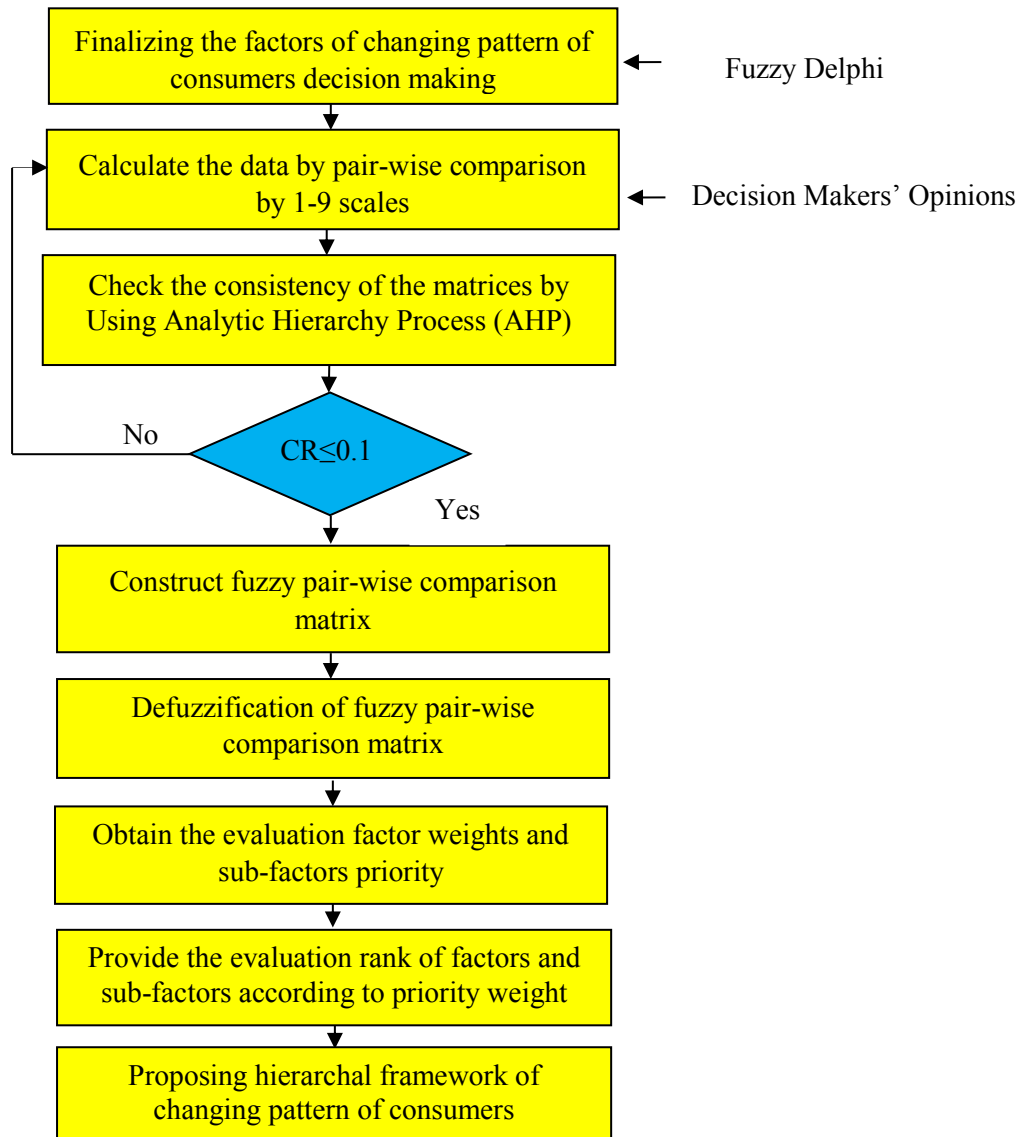 Finalizing the factors of changing pattern of
consumers decision making
Fuzzy Delphi
Calculate the data by pair-wise comparison
by 1-9 scales
Decision Makers’ Opinions
Check the consistency of the matrices by
Using Analytic Hierarchy Process (AHP)
No
CR≤0.1
Yes
Construct fuzzy pair-wise comparison
matrix
Defuzzification of fuzzy pair-wise
comparison matrix
Obtain the evaluation factor weights and
sub-factors priority
Provide the evaluation rank of factors and
sub-factors according to priority weight
Proposing hierarchal framework of
changing pattern of consumers